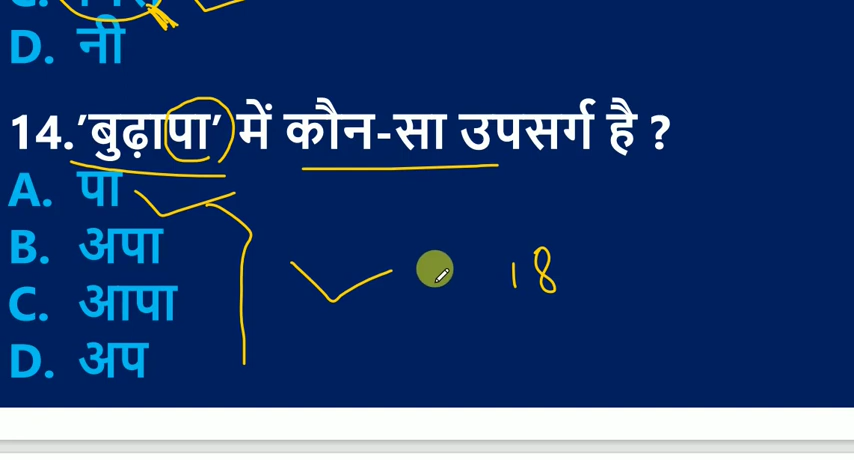 D. नी
14.’बुढ़ापा’ में कौन-सा उपसर्ग है ?
A. पा
B. अपा
C. आपा 18
D. अप